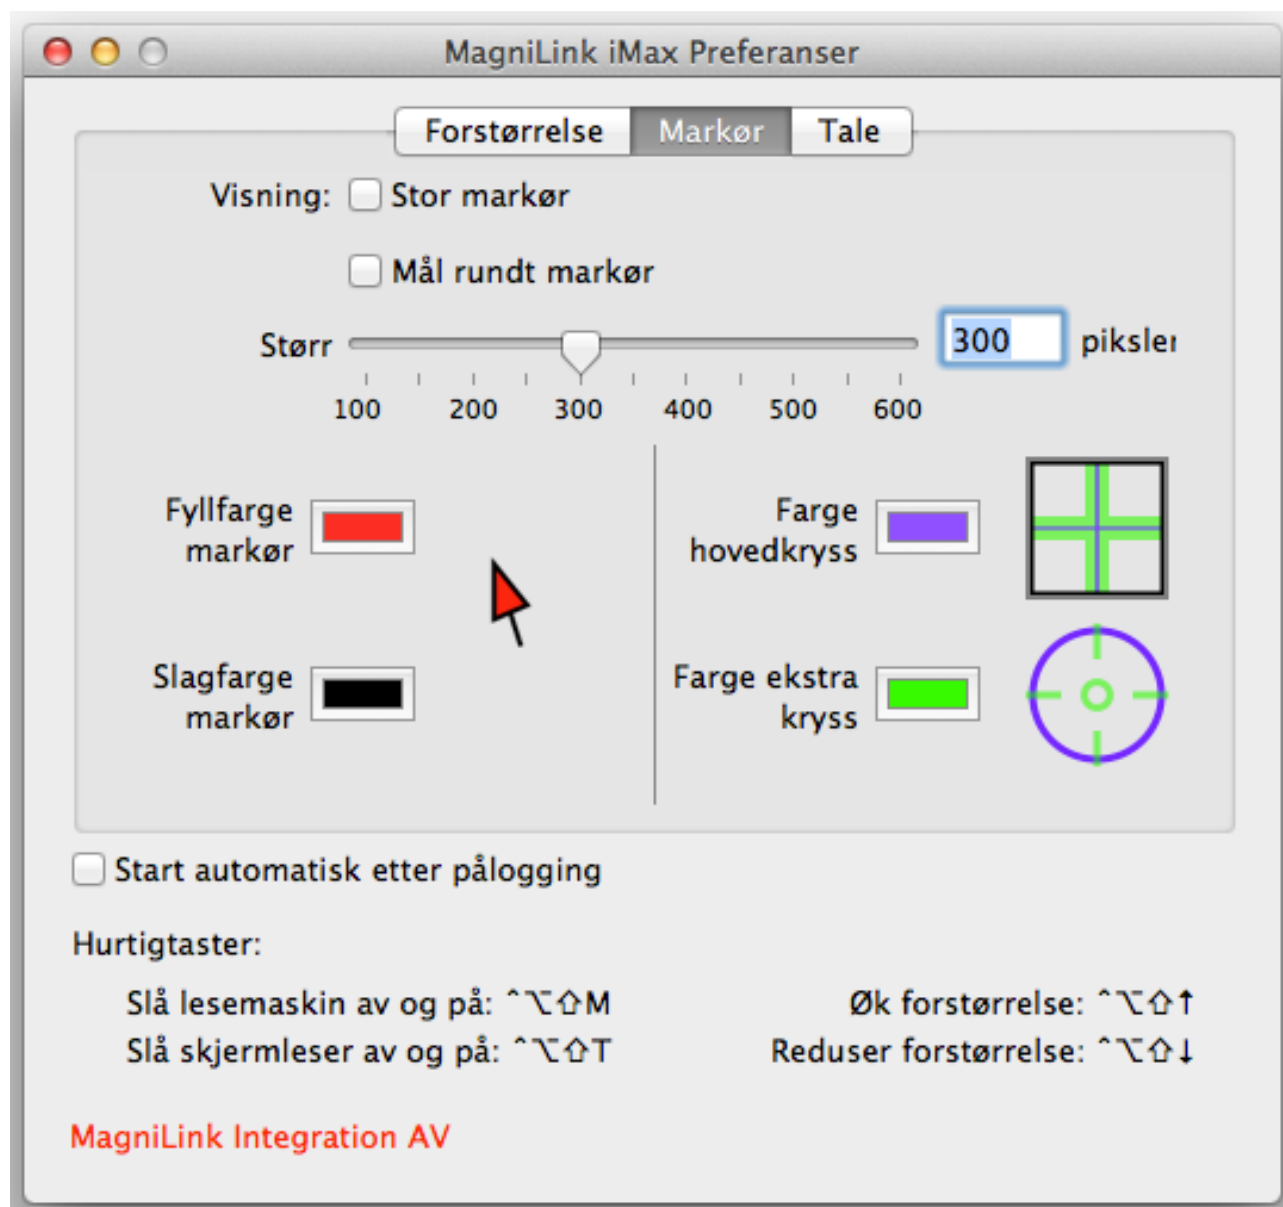 MagniLink iMax Preferanser
Forstørrelse Markør Tale
Visning: Stor markør
Mål rundt markør
Størr 300 piksler
100 200 300 400 500 600
Fyllfarge
markør
Farge
hovedkryss
Slagfarge
markør
Farge ekstra
kryss
Start automatisk etter pålogging
Hurtigtaster:
Slå lesemaskin av og på: ⌃⌥⇧M
Øk forstørrelse: ⌃⌥⇧↑
Slå skjermleser av og på: ⌃⌥⇧T
Reduser forstørrelse: ⌃⌥⇧↓
MagniLink Integration AV